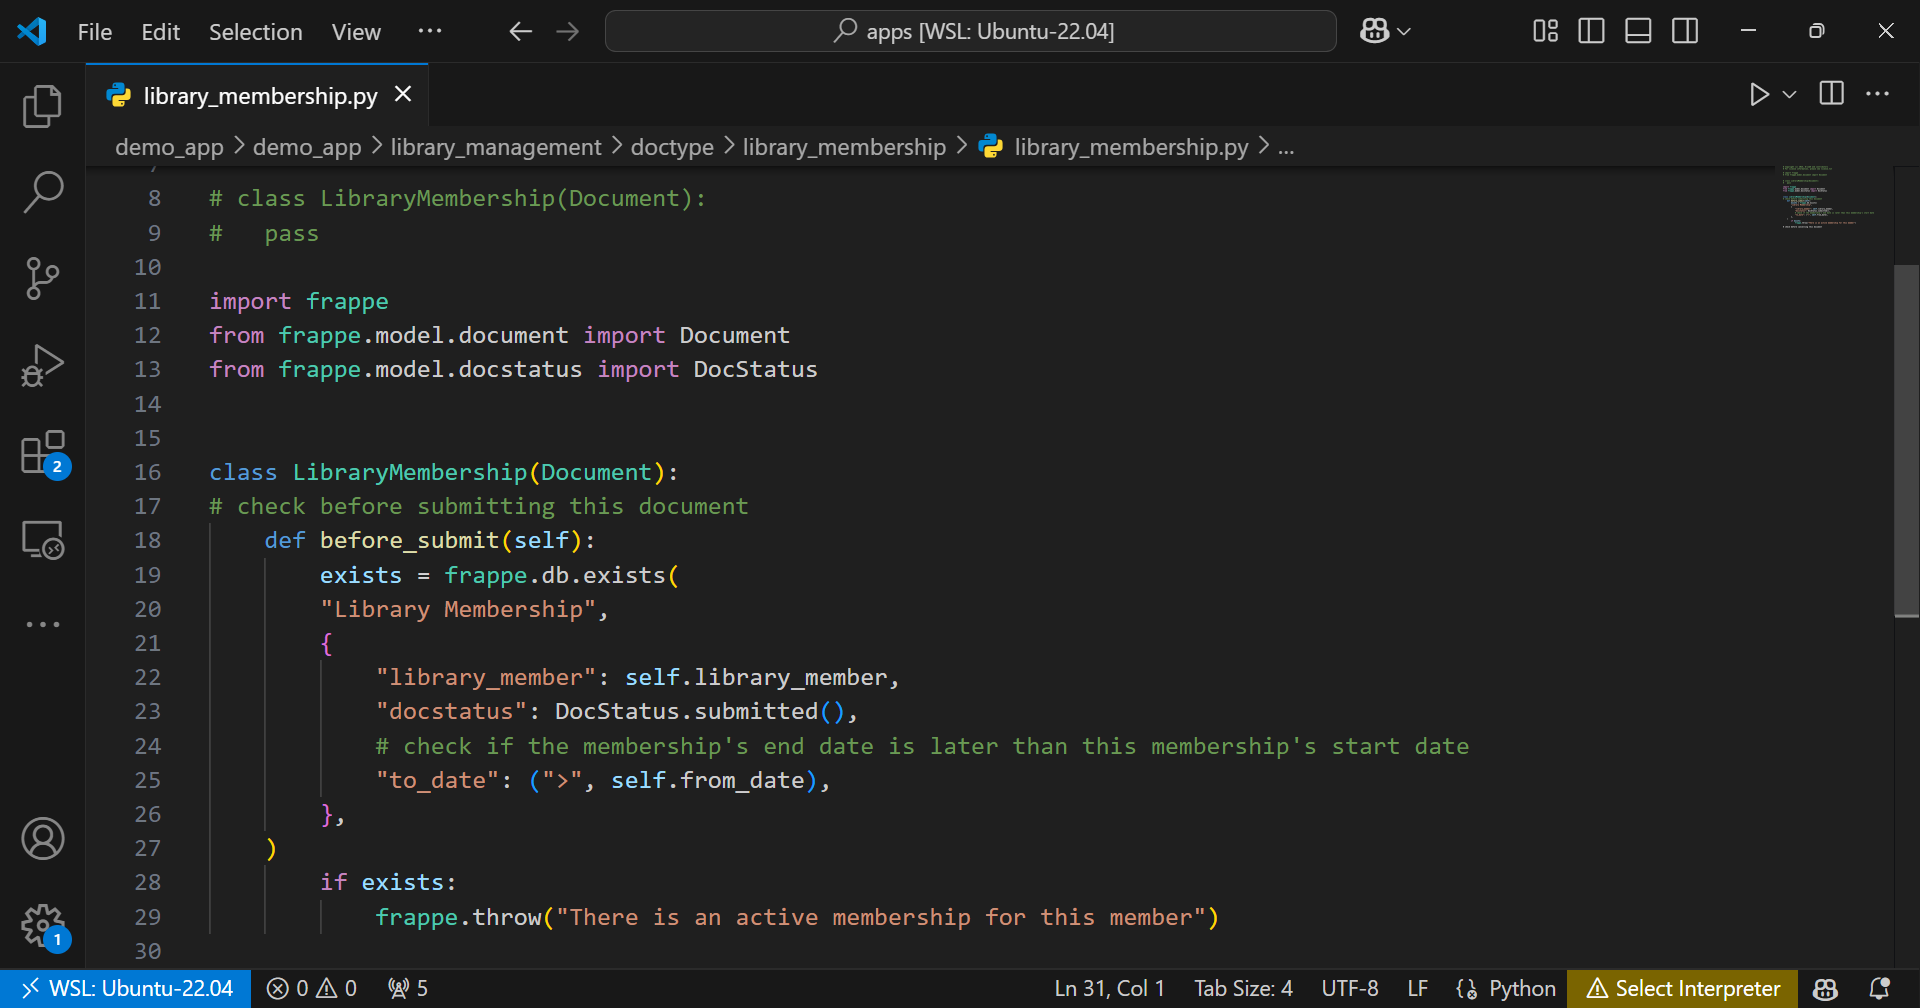 File Edit Selection View ··· apps [WSL: Ubuntu-22.04]
library_membership.py
demo_app > demo_app > library_management > doctype > library_membership > library_membership.py > ...
8 # class LibraryMembership(Document):
9 #   pass
10
11 import frappe
12 from frappe.model.document import Document
13 from frappe.model.docstatus import DocStatus
14
15
16 class LibraryMembership(Document):
17 # check before submitting this document
18     def before_submit(self):
19         exists = frappe.db.exists(
20         "Library Membership",
21         {
22             "library_member": self.library_member,
23             "docstatus": DocStatus.submitted(),
24             # check if the membership's end date is later than this membership's start date
25             "to_date": (">", self.from_date),
26         },
27     )
28         if exists:
29             frappe.throw("There is an active membership for this member")
30
2
1
WSL: Ubuntu-22.04 0 0 5 Ln 31, Col 1 Tab Size: 4 UTF-8 LF Python Select Interpreter